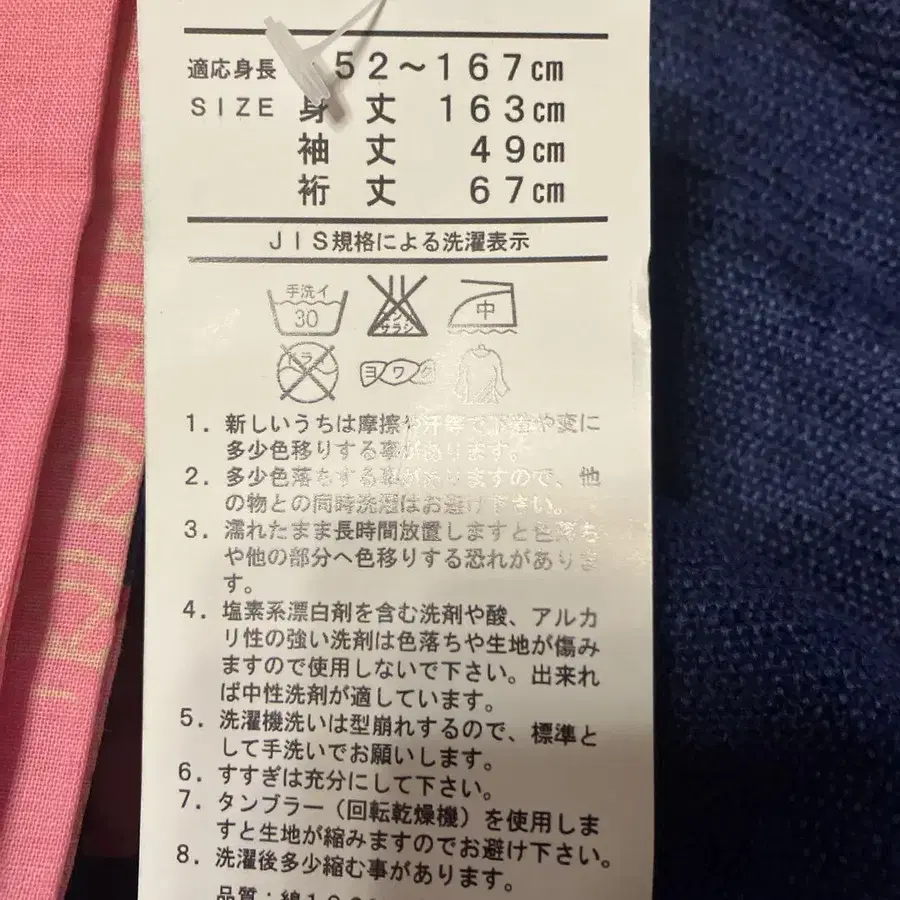 適応身長 52～167cm
SIZE 身丈 163cm
袖丈 49cm
裄丈 67cm
JIS規格による洗濯表示
手洗イ
30
エンソ
サラシ
中
ドライ
ヨワク
1. 新しいうちは摩擦や汗等で下着や変に
多少色移りする事があります。
2. 多少色落ちする事がありますので、他
の物との同時洗濯はお避け下さい。
3. 濡れたまま長時間放置しますと色落ち
や他の部分へ色移りする恐れがありま
す。
4. 塩素系漂白剤を含む洗剤や酸、アルカ
リ性の強い洗剤は色落ちや生地が傷み
ますので使用しないで下さい。出来れ
ば中性洗剤が適しています。
5. 洗濯機洗いは型崩れするので、標準と
して手洗いでお願いします。
6. すすぎは充分にして下さい。
7. タンブラー（回転乾燥機）を使用しま
すと生地が縮みますのでお避け下さい。
8. 洗濯後多少縮む事があります。
品質：綿100%